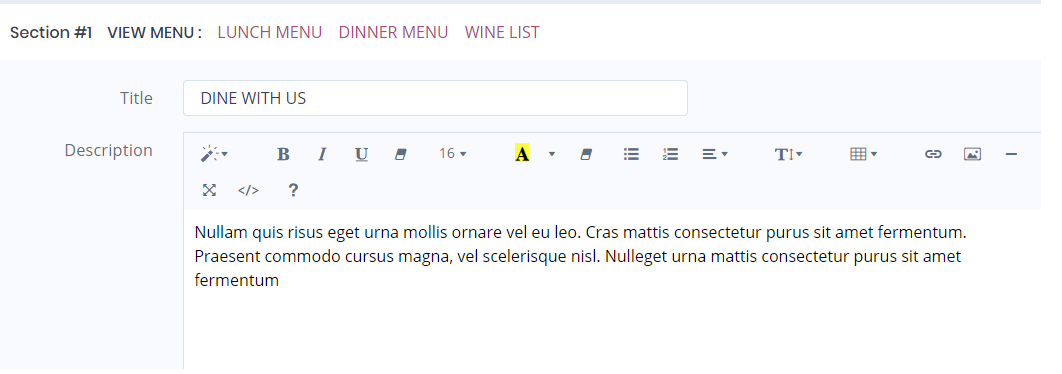 Section #1 VIEW MENU : LUNCH MENU DINNER MENU WINE LIST
Title DINE WITH US
Description
B I U 16 A T
</> ?
Nullam quis risus eget urna mollis ornare vel eu leo. Cras mattis consectetur purus sit amet fermentum.
Praesent commodo cursus magna, vel scelerisque nisl. Nulleget urna mattis consectetur purus sit amet
fermentum